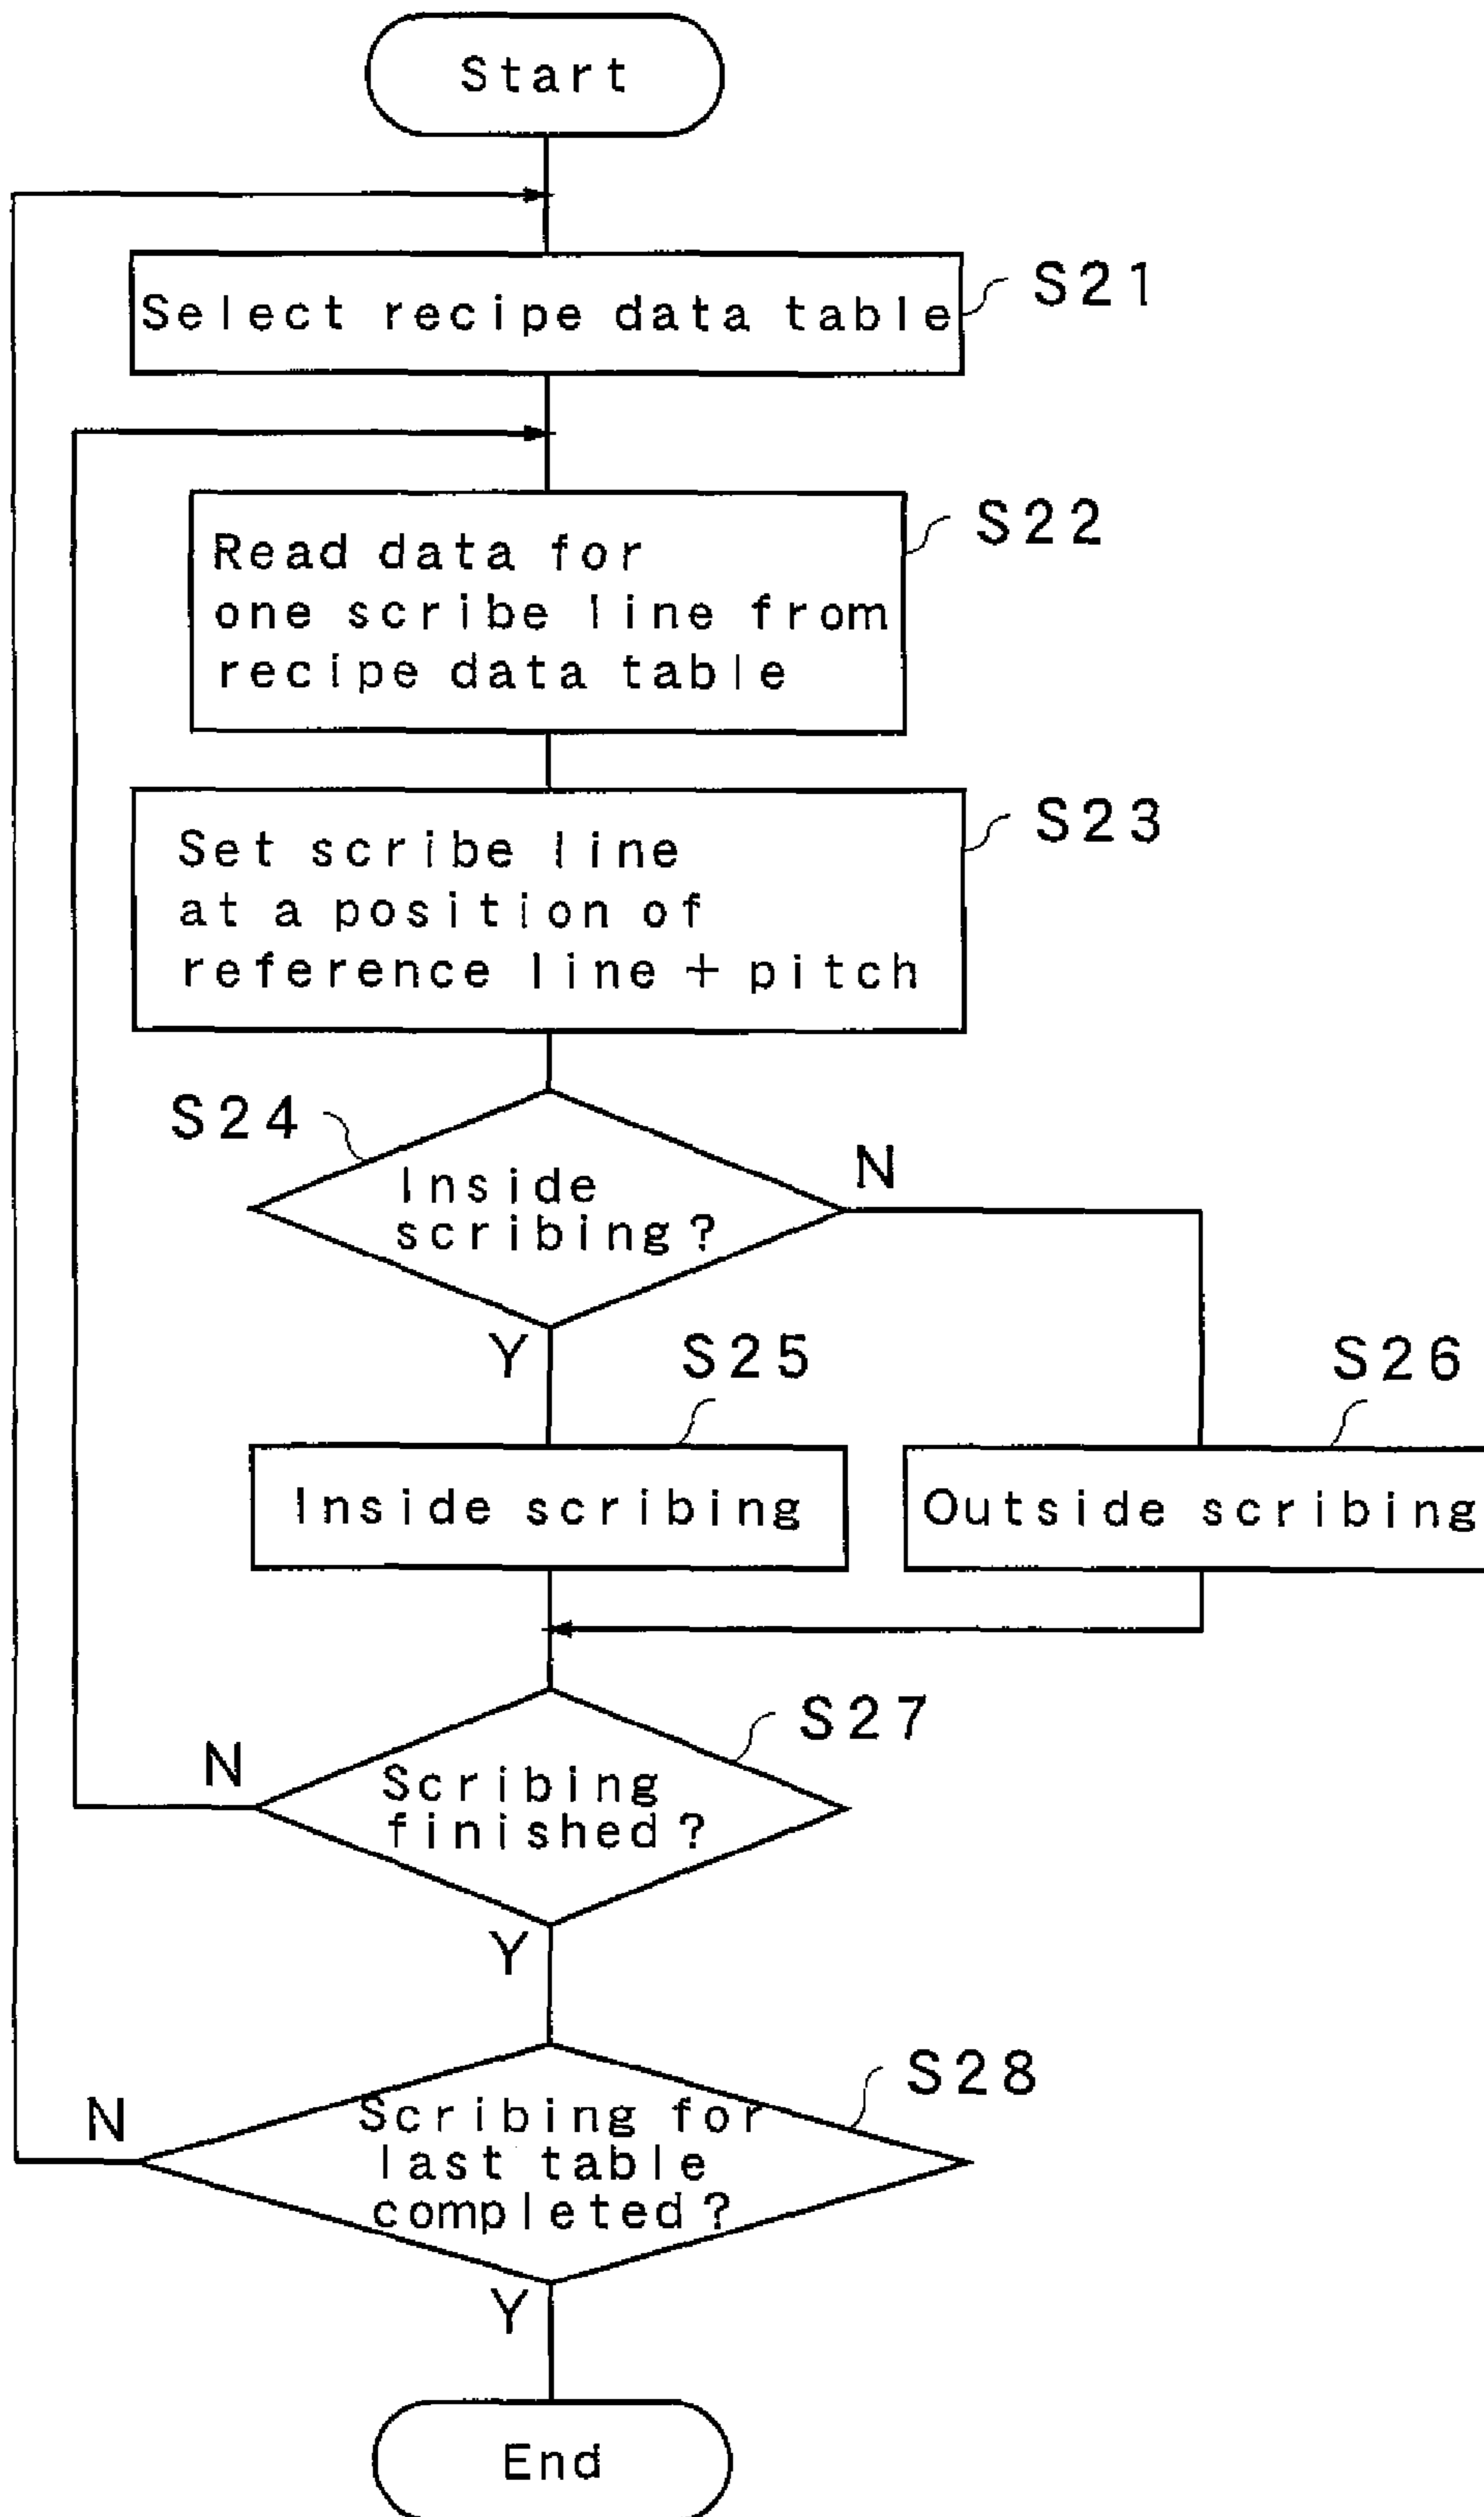 Start
Select recipe data table
S21
Read data for
one scribe line from
recipe data table
S22
Set scribe line
at a position of
reference line + pitch
S23
S24
Inside
scribing?
N
Y
S25
S26
Inside scribing
Outside scribing
S27
N
Scribing
finished?
Y
S28
N
Scribing for
last table
completed?
Y
End